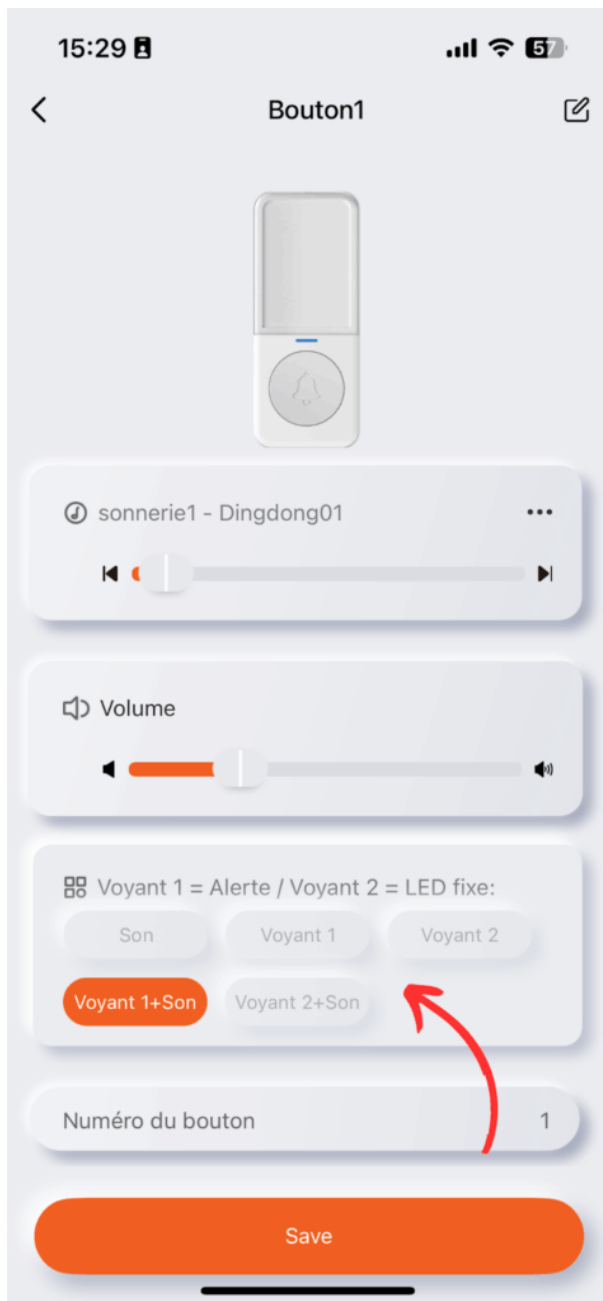 15:29
57
Bouton1
sonnerie1 - Dingdong01
Volume
Voyant 1 = Alerte / Voyant 2 = LED fixe:
Son Voyant 1 Voyant 2
Voyant 1+Son Voyant 2+Son
Numéro du bouton 1
Save